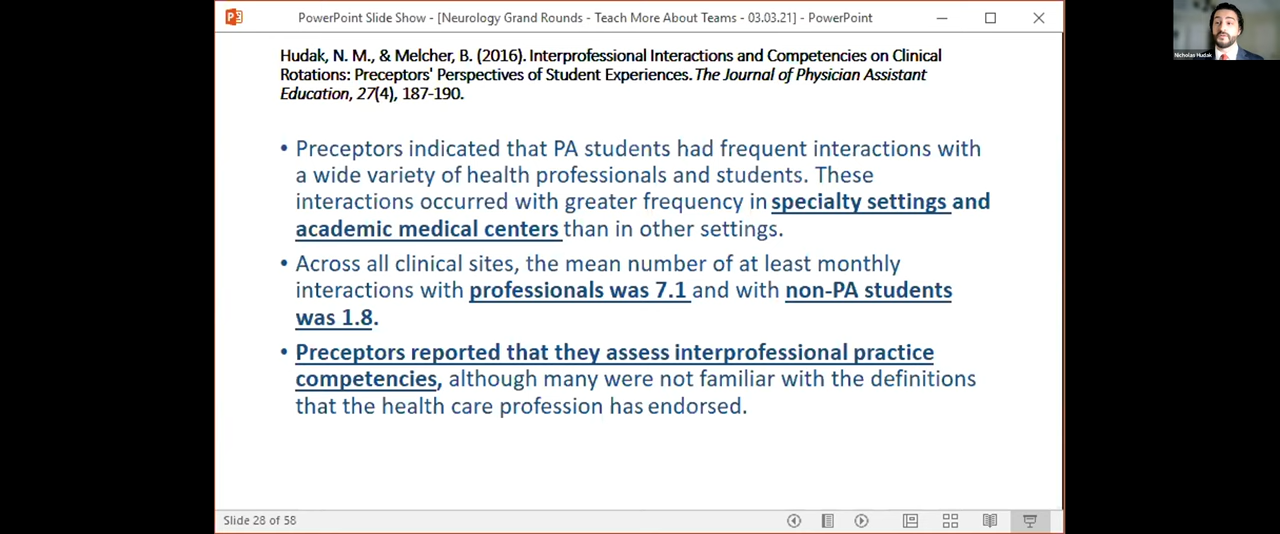 PowerPoint Slide Show - [Neurology Grand Rounds - Teach More About Teams - 03.03.21] - PowerPoint
Nicholas Hudak
Hudak, N. M., & Melcher, B. (2016). Interprofessional Interactions and Competencies on Clinical
Rotations: Preceptors' Perspectives of Student Experiences. The Journal of Physician Assistant
Education, 27(4), 187-190.
• Preceptors indicated that PA students had frequent interactions with
a wide variety of health professionals and students. These
interactions occurred with greater frequency in specialty settings and
academic medical centers than in other settings.
• Across all clinical sites, the mean number of at least monthly
interactions with professionals was 7.1 and with non-PA students
was 1.8.
• Preceptors reported that they assess interprofessional practice
competencies, although many were not familiar with the definitions
that the health care profession has endorsed.
Slide 28 of 58